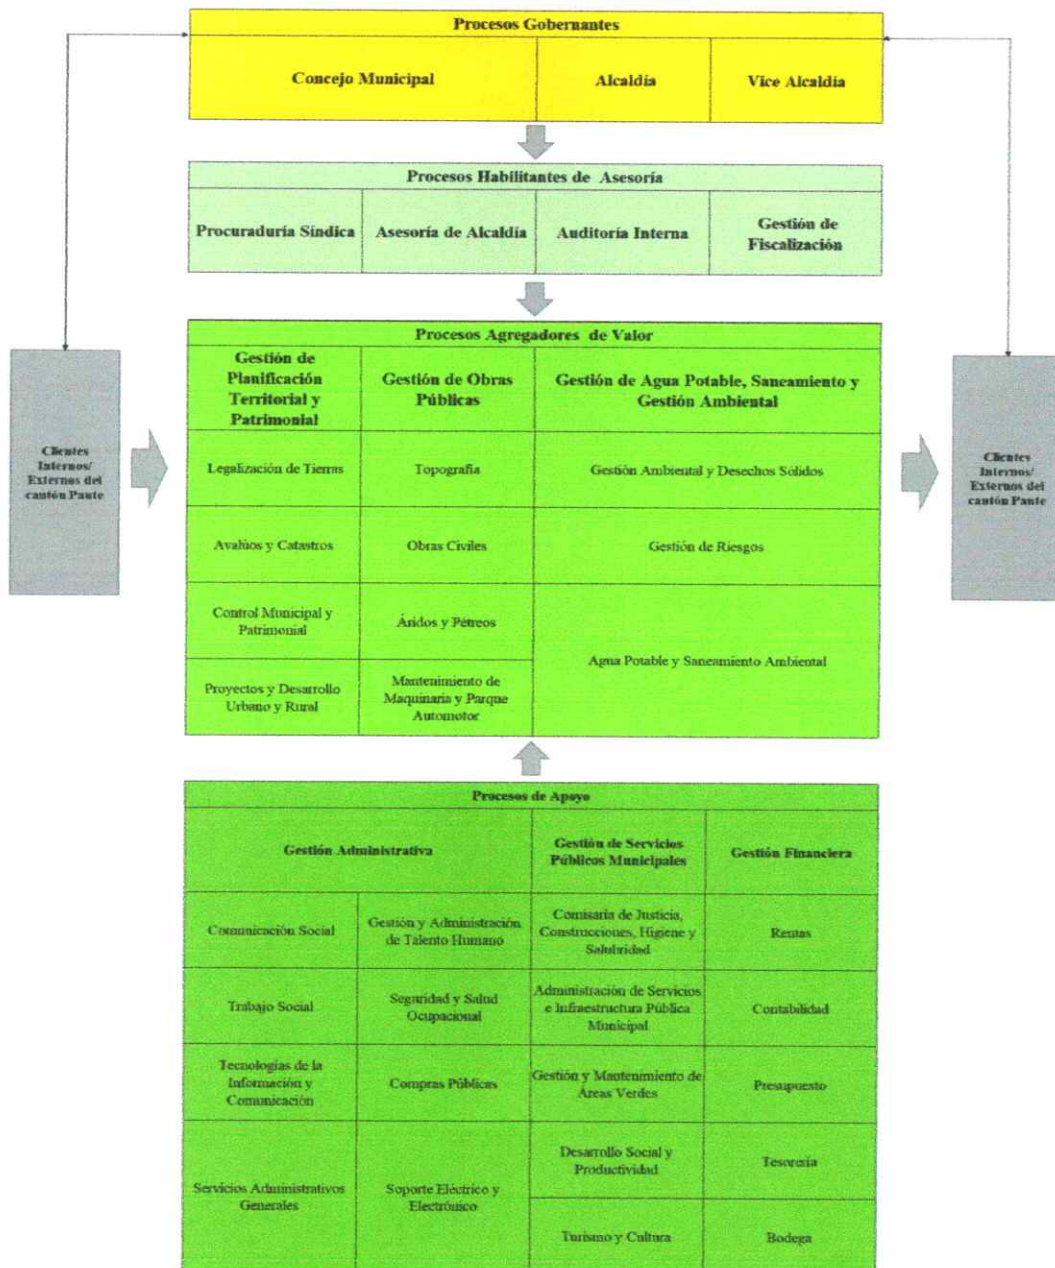 Procesos Gobernantes
Concejo Municipal
Alcaldía
Vice Alcaldía
Procesos Habilitantes de Asesoría
Procuraduría Síndica
Asesoría de Alcaldía
Auditoría Interna
Gestión de
Fiscalización
Procesos Agregadores de Valor
Gestión de
Planificación
Territorial y
Patrimonial
Gestión de Obras
Públicas
Gestión de Agua Potable, Saneamiento y
Gestión Ambiental
Legalización de Tierras
Topografía
Gestión Ambiental y Desechos Sólidos
Avalúos y Catastros
Obras Civiles
Gestión de Riesgos
Control Municipal y
Patrimonial
Áridos y Pétreos
Agua Potable y Saneamiento Ambiental
Proyectos y Desarrollo
Urbano y Rural
Mantenimiento de
Maquinaria y Parque
Automotor
Clientes
Internos/
Externos del
cantón Paute
Clientes
Internos/
Externos del
cantón Paute
Procesos de Apoyo
Gestión Administrativa
Gestión de Servicios
Públicos Municipales
Gestión Financiera
Comunicación Social
Gestión y Administración
de Talento Humano
Comisaría de Justicia,
Construcciones, Higiene y
Salubridad
Rentas
Trabajo Social
Seguridad y Salud
Ocupacional
Administración de Servicios
e Infraestructura Pública
Municipal
Contabilidad
Tecnologías de la
Información y
Comunicación
Compras Públicas
Gestión y Mantenimiento de
Áreas Verdes
Presupuesto
Servicios Administrativos
Generales
Soporte Eléctrico y
Electrónico
Desarrollo Social y
Productividad
Tesorería
Turismo y Cultura
Bodega